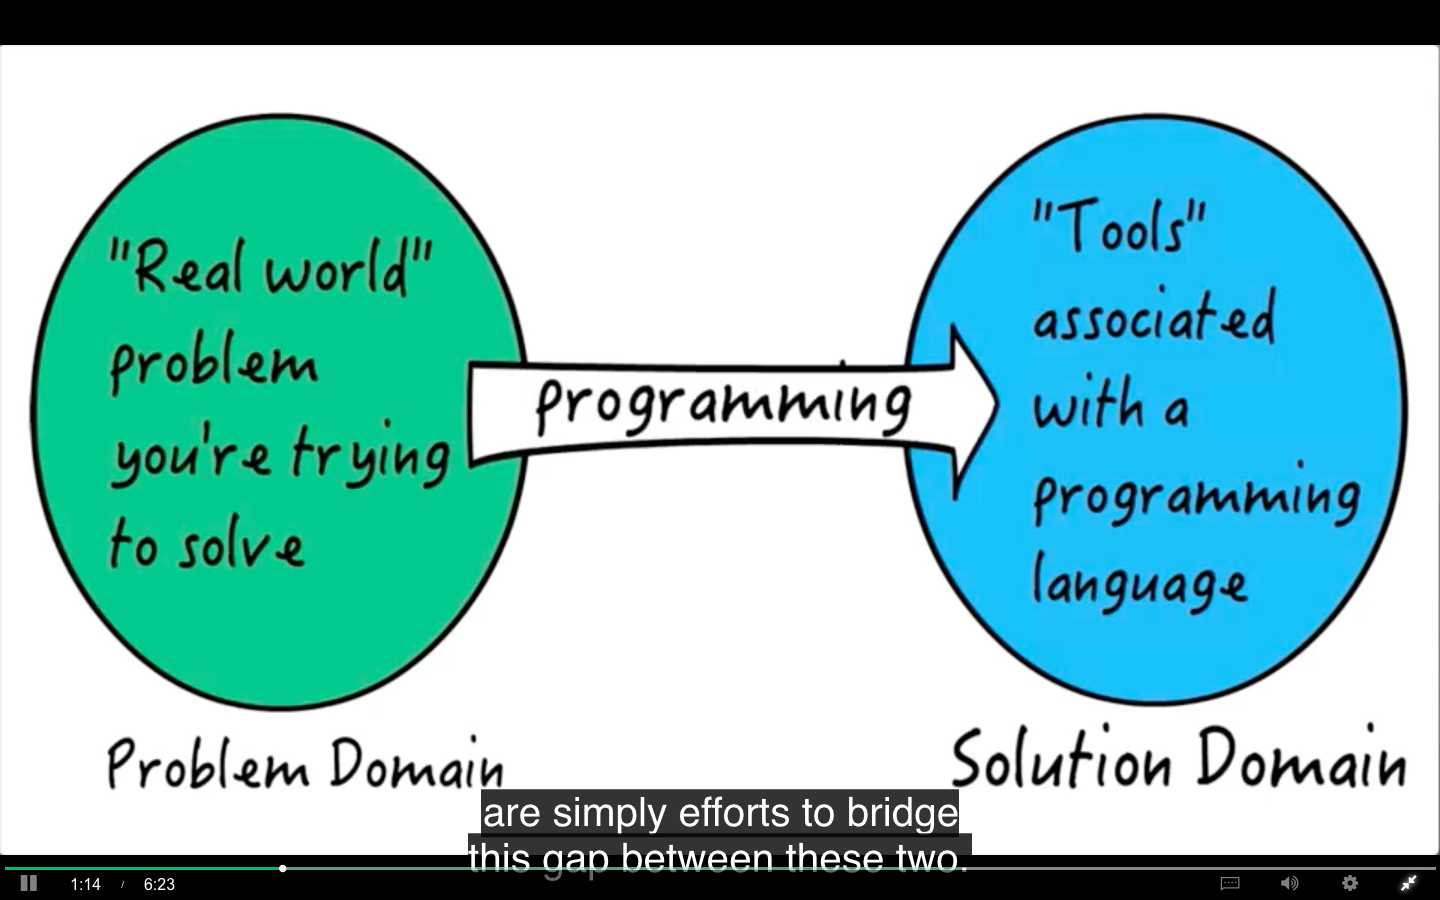 "Real world"
problem
you're trying
to solve
programming
"Tools"
associated
with a
programming
language
Problem Domain
Solution Domain
are simply efforts to bridge
this gap between these two.
1:14 / 6:23